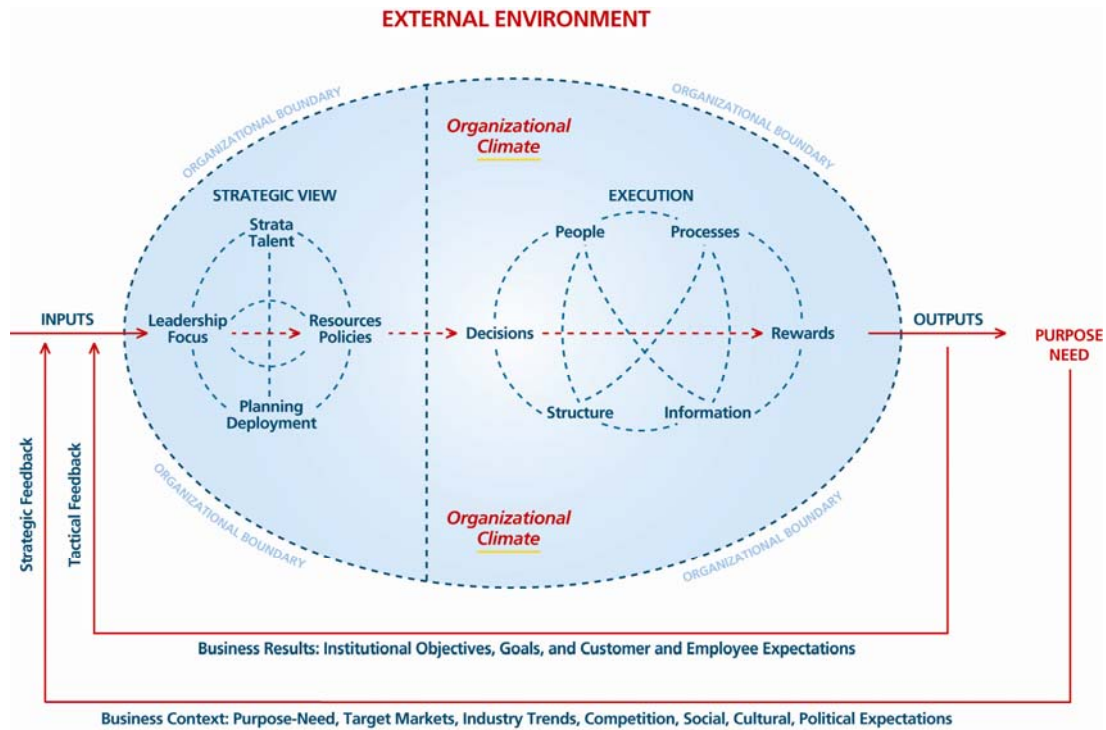 EXTERNAL ENVIRONMENT
ORGANIZATIONAL BOUNDARY
ORGANIZATIONAL BOUNDARY
Organizational
Climate
STRATEGIC VIEW
Strata
Talent
EXECUTION
People
Processes
INPUTS
Leadership
Focus
Resources
Policies
Decisions
Rewards
OUTPUTS
PURPOSE
NEED
Planning
Deployment
Structure
Information
Strategic Feedback
Tactical Feedback
ORGANIZATIONAL BOUNDARY
Organizational
Climate
ORGANIZATIONAL BOUNDARY
Business Results: Institutional Objectives, Goals, and Customer and Employee Expectations
Business Context: Purpose-Need, Target Markets, Industry Trends, Competition, Social, Cultural, Political Expectations